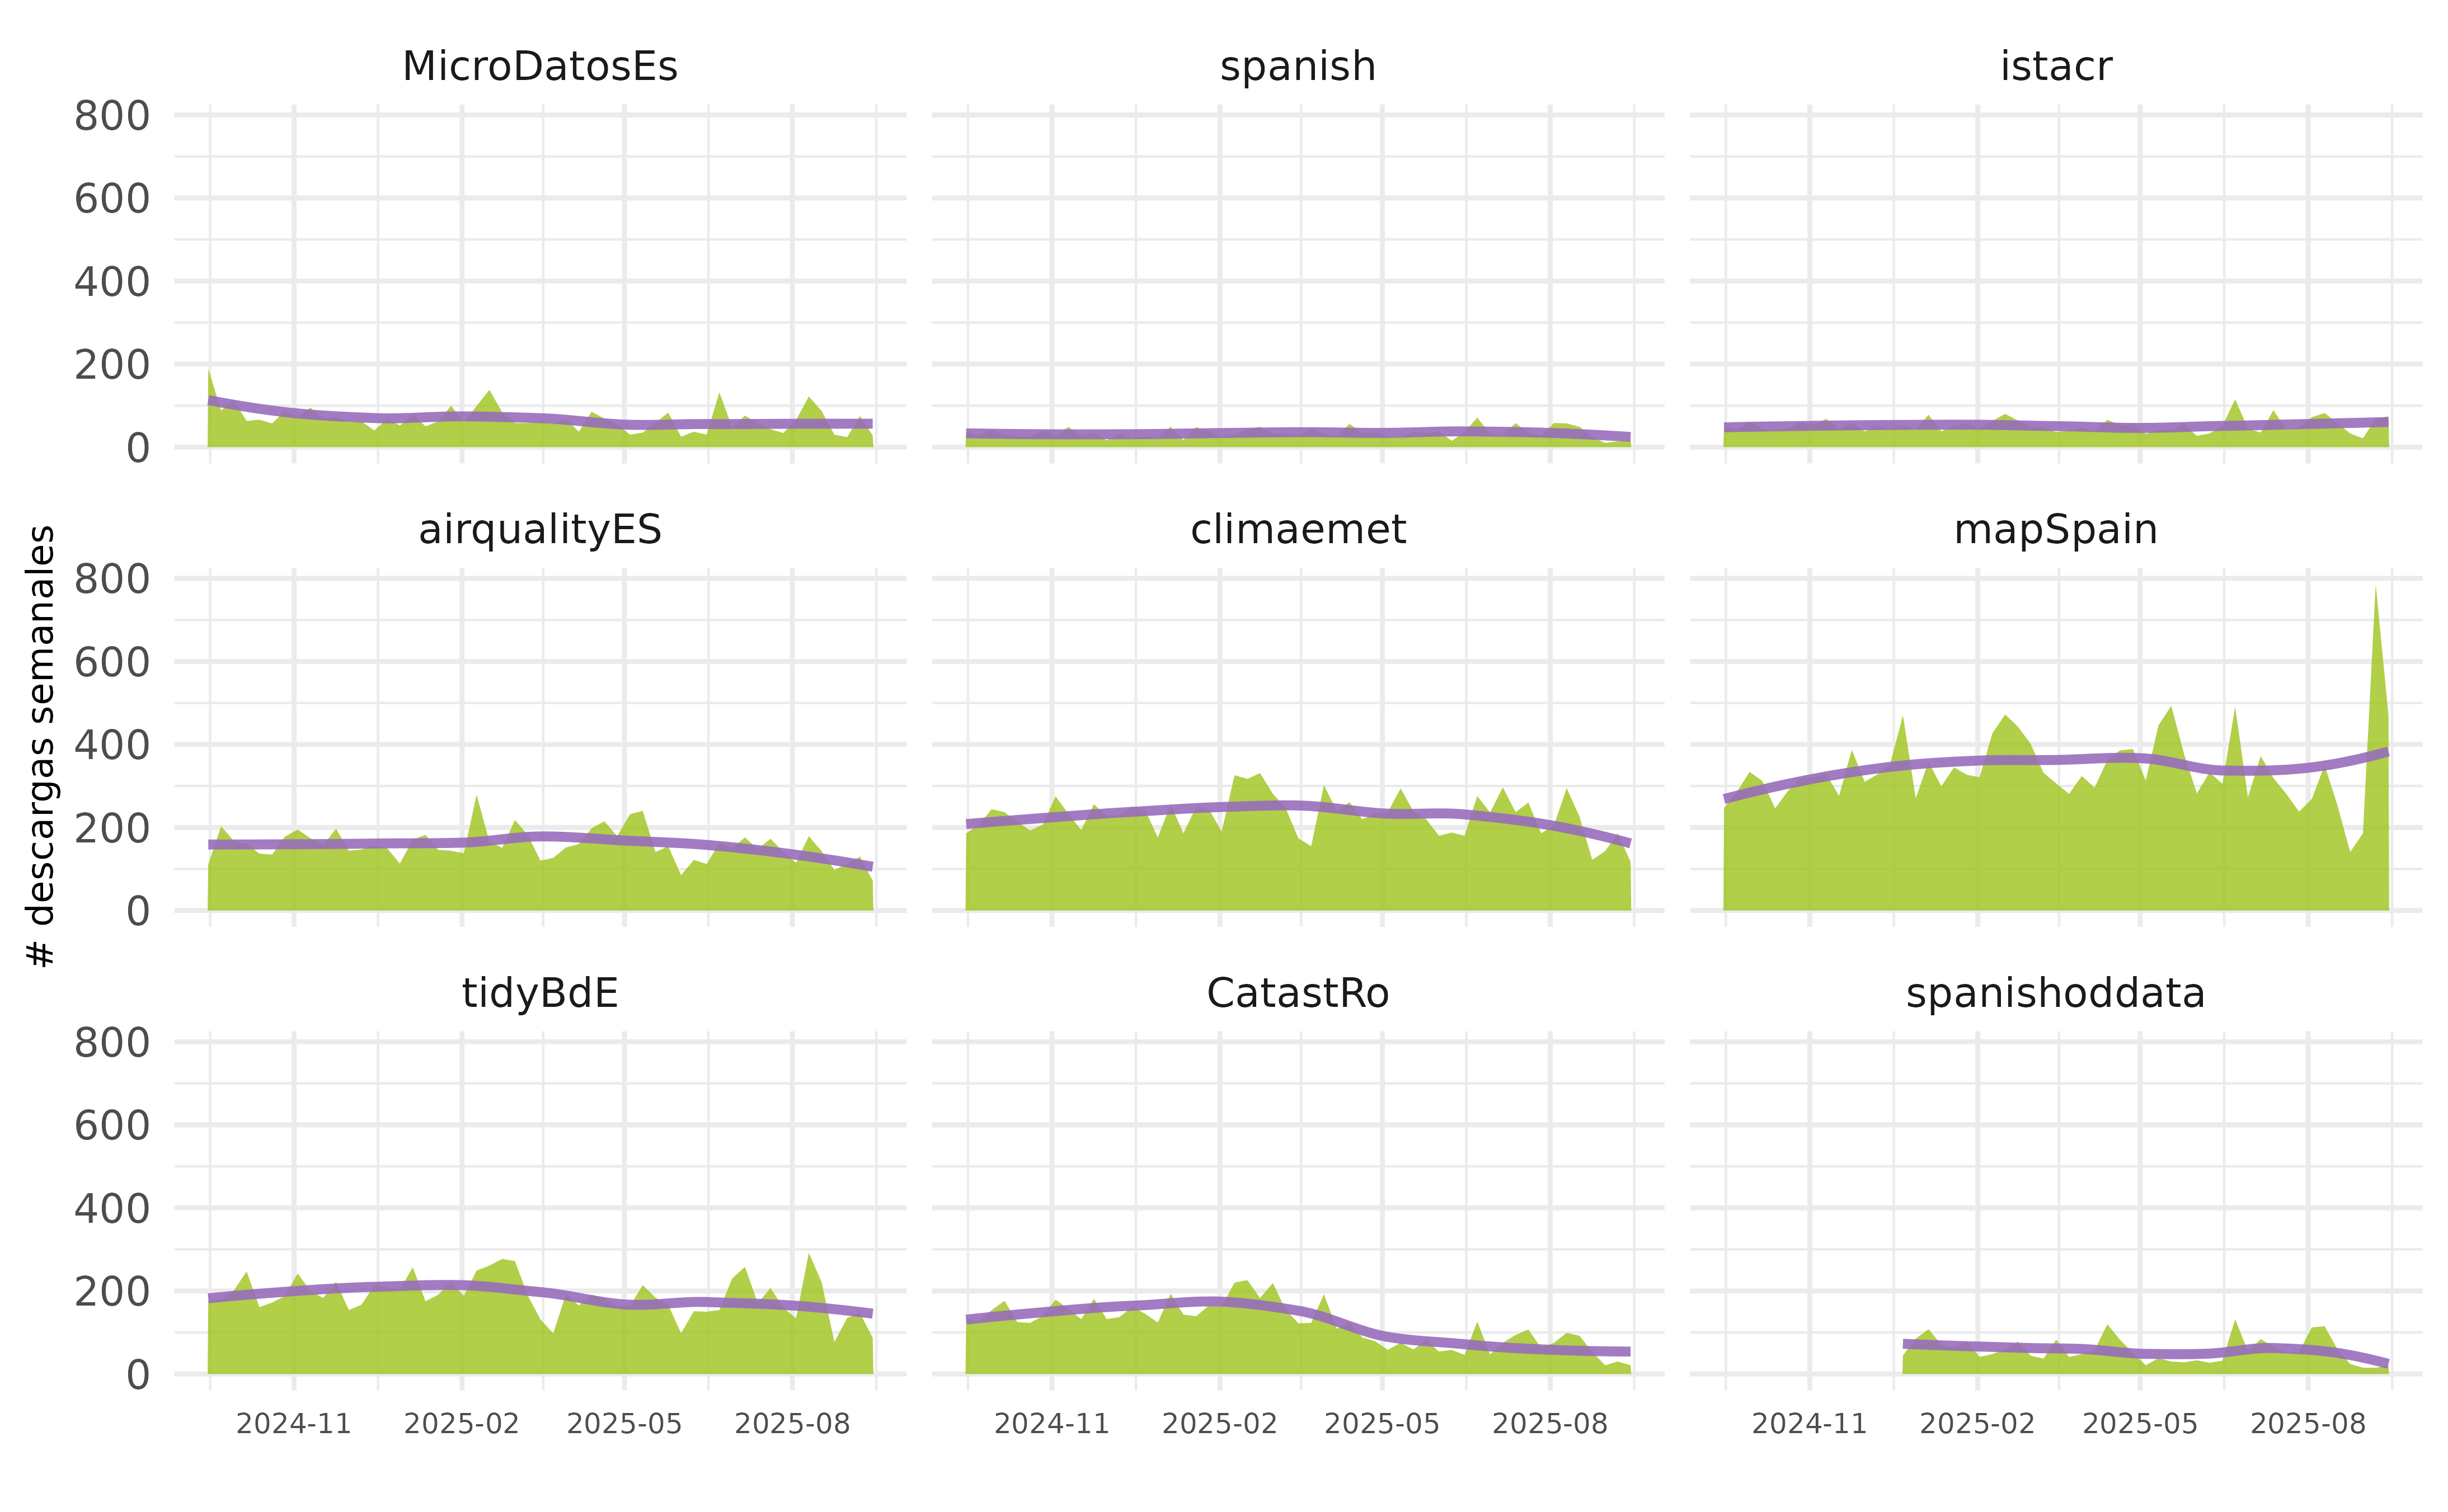 MicroDatosEs
spanish
istacr
800
600
400
200
0
airqualityES
climaemet
mapSpain
800
600
400
200
0
# descargas semanales
tidyBdE
CatastRo
spanishoddata
800
600
400
200
0
2024-11 2025-02 2025-05 2025-08
2024-11 2025-02 2025-05 2025-08
2024-11 2025-02 2025-05 2025-08